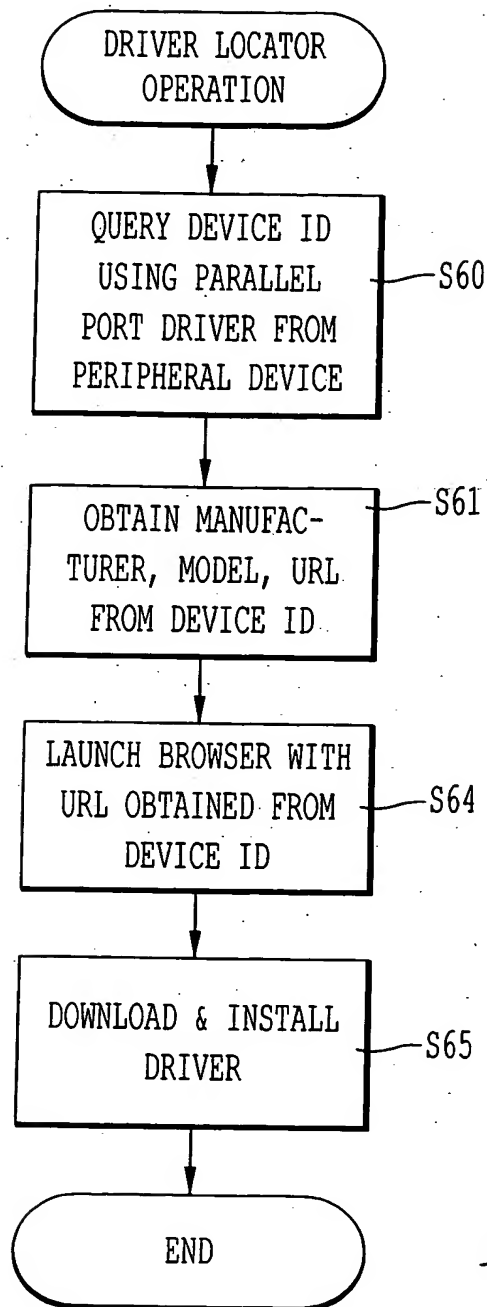 DRIVER LOCATOR
OPERATION
QUERY DEVICE ID
USING PARALLEL
PORT DRIVER FROM
PERIPHERAL DEVICE
S60
OBTAIN MANUFAC-
TURER, MODEL, URL
FROM DEVICE ID
S61
LAUNCH BROWSER WITH
URL OBTAINED FROM
DEVICE ID
S64
DOWNLOAD & INSTALL
DRIVER
S65
END